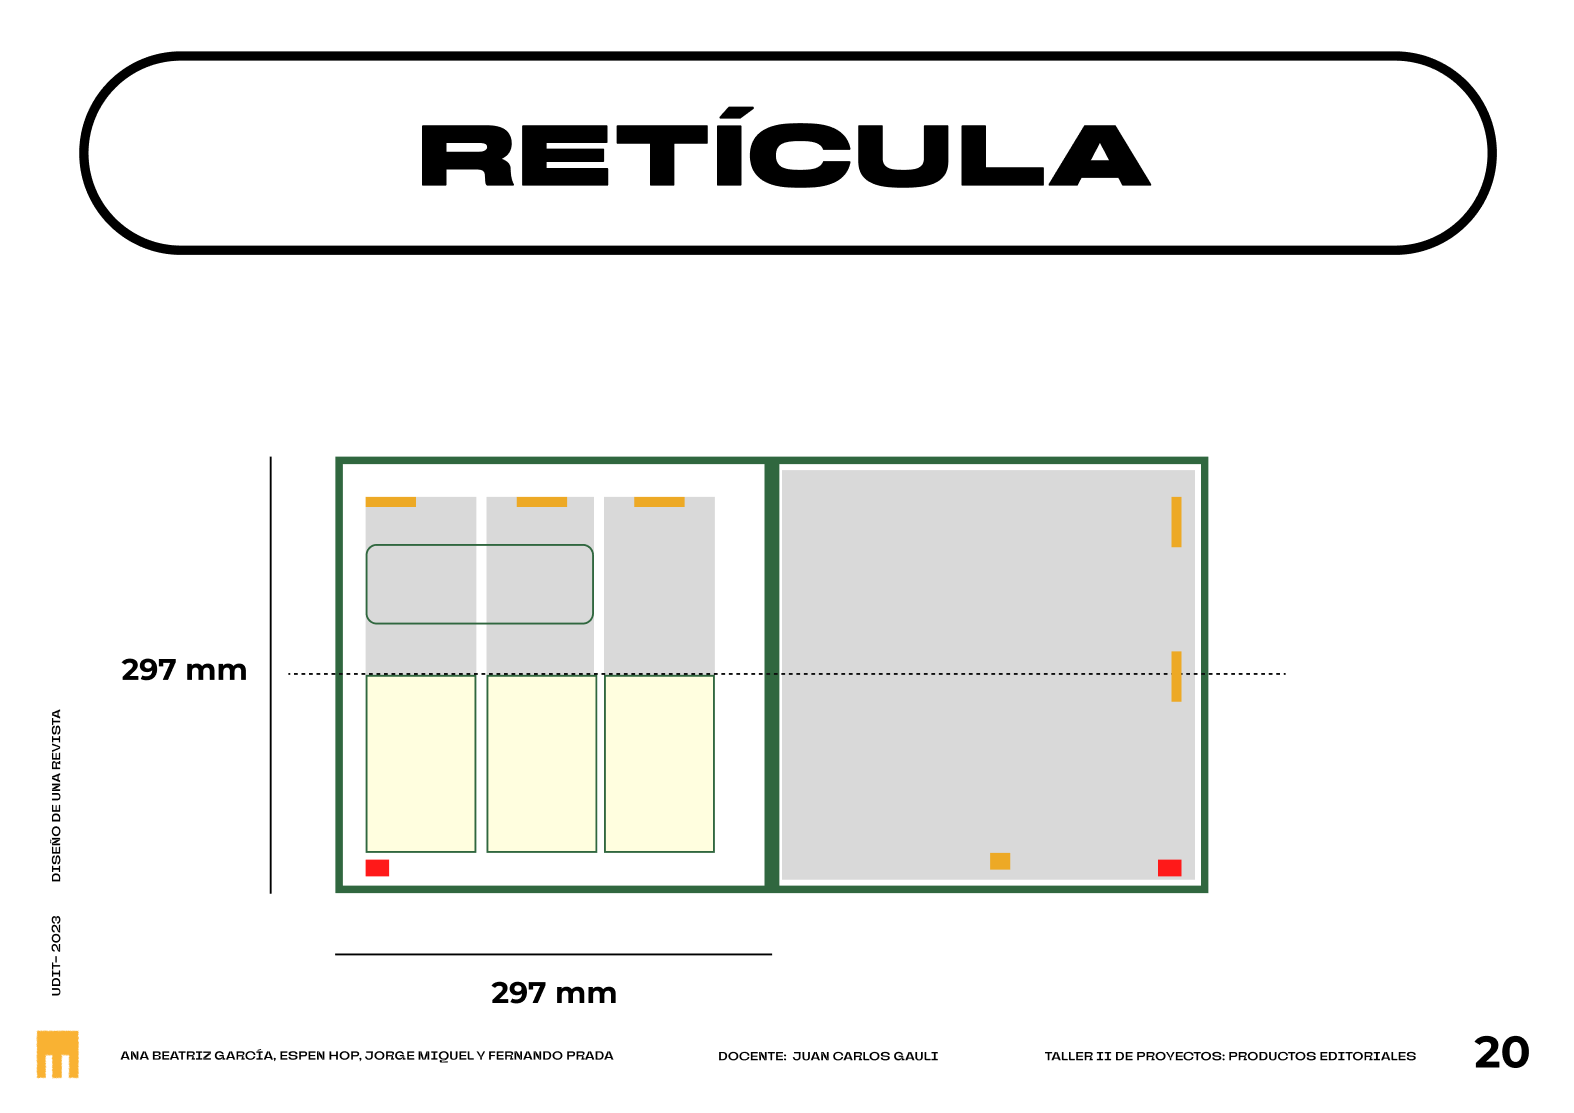 RETÍCULA
297 mm
297 mm
DISEÑO DE UNA REVISTA
UDIT- 2023
ANA BEATRIZ GARCÍA, ESPEN HOP, JORGE MIQUEL Y FERNANDO PRADA
DOCENTE: JUAN CARLOS GAULI
TALLER II DE PROYECTOS: PRODUCTOS EDITORIALES
20